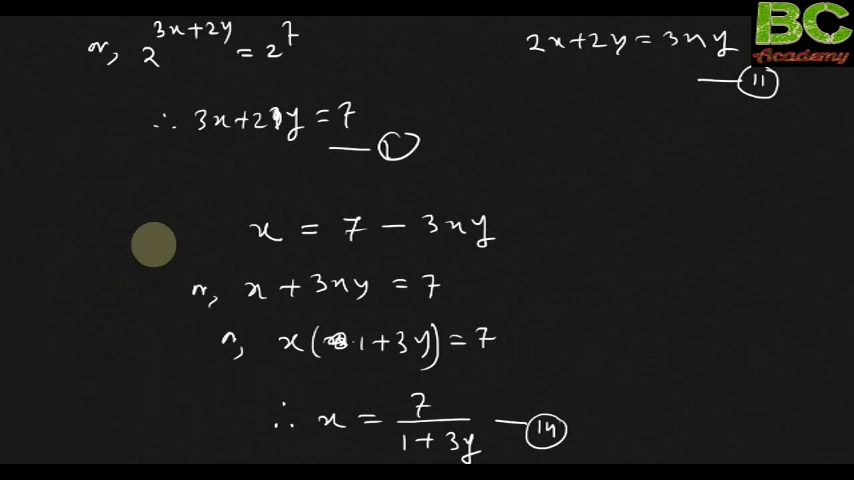 or, 2^{3x+2y} = 2^7
2x+2y = 3xy
BC
Academy
— (11)
∴ 3x+2y = 7
— (1)
x = 7 - 3xy
or, x + 3xy = 7
or, x(1+3y) = 7
∴ x = 7/(1+3y) — (14)